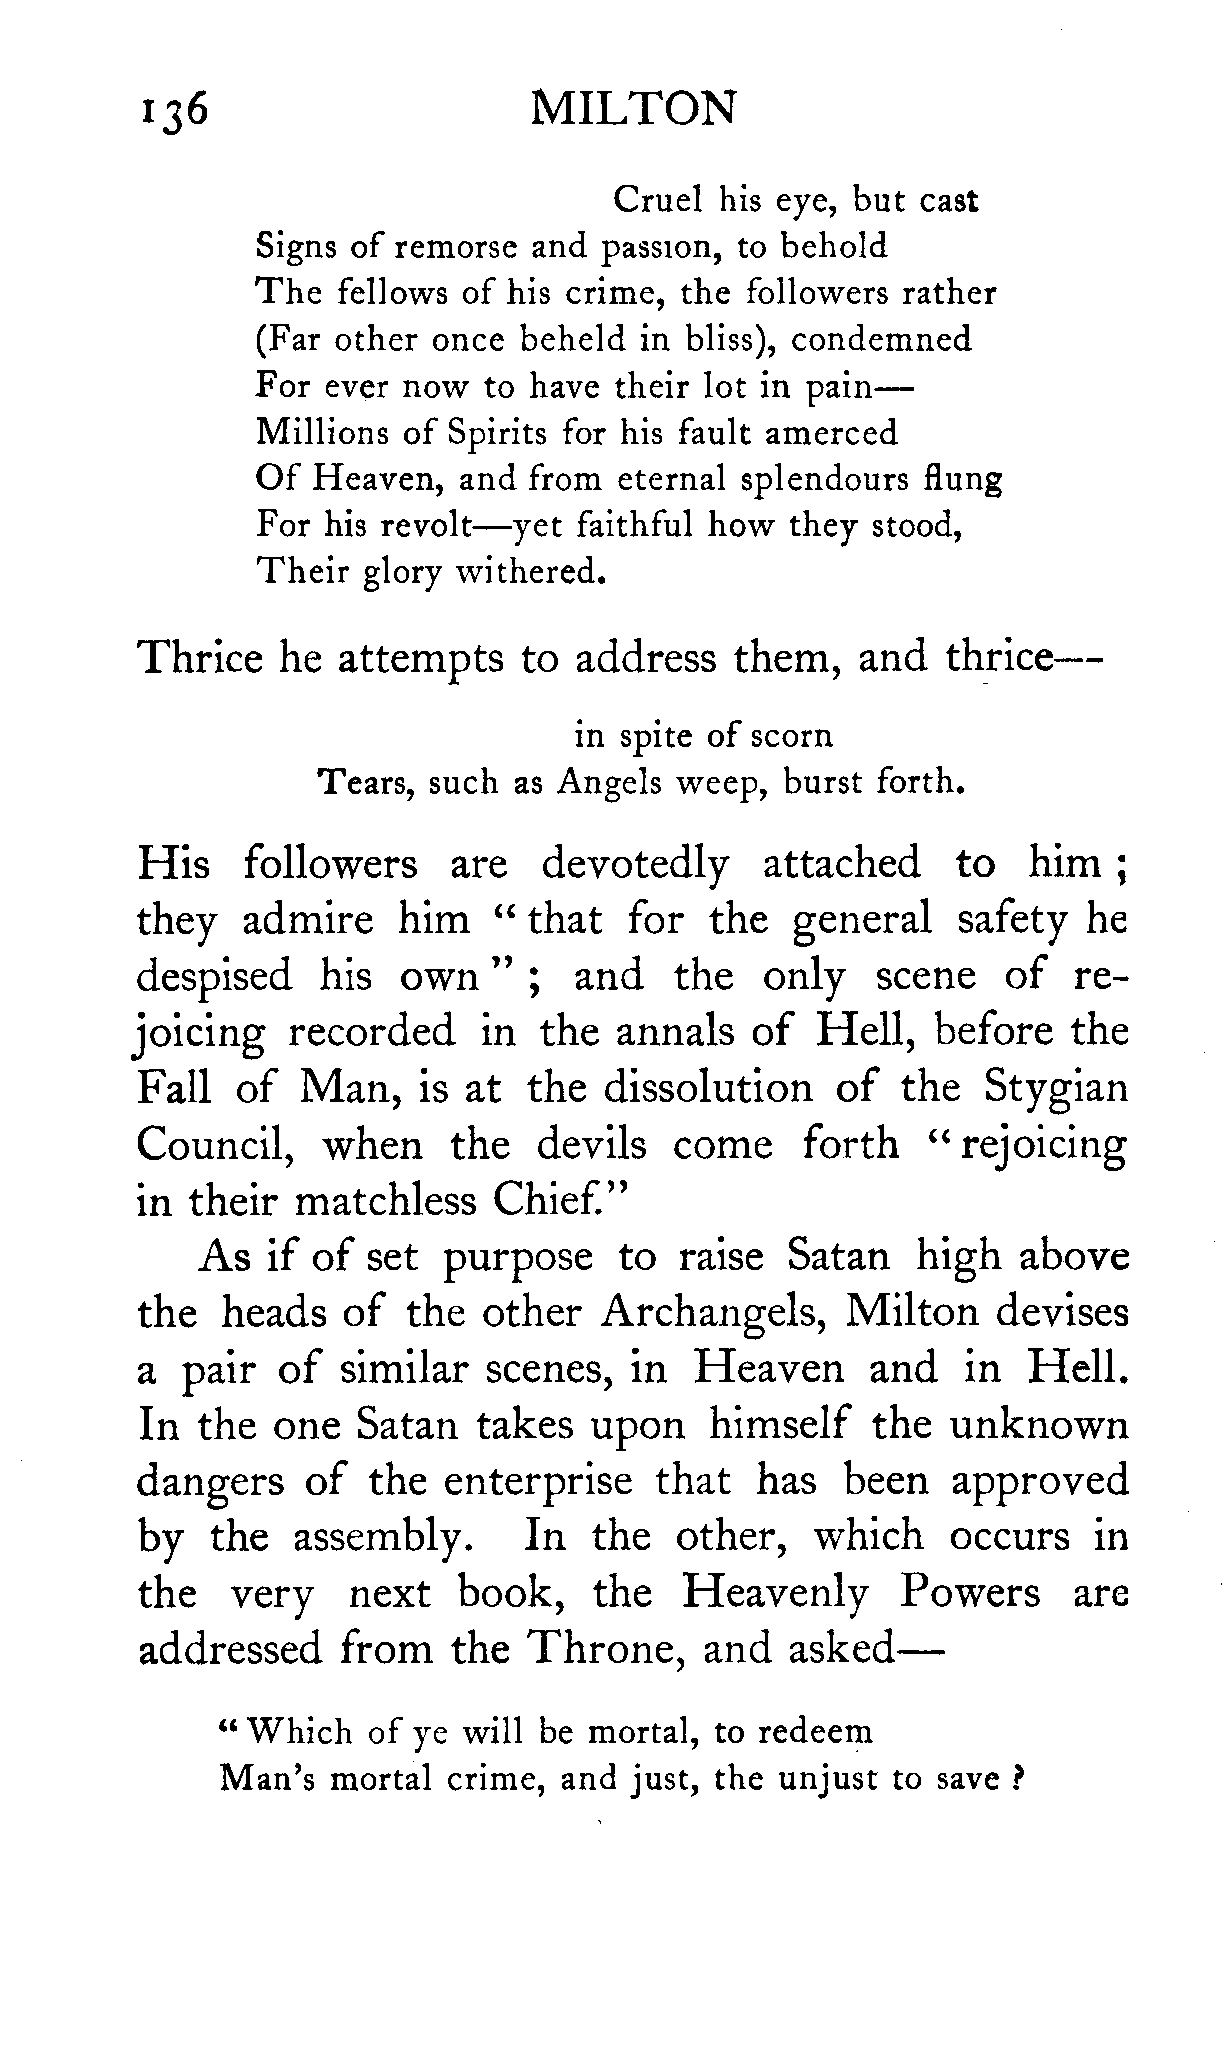 136 MILTON
Cruel his eye, but cast
Signs of remorse and passion, to behold
The fellows of his crime, the followers rather
(Far other once beheld in bliss), condemned
For ever now to have their lot in pain—
Millions of Spirits for his fault amerced
Of Heaven, and from eternal splendours flung
For his revolt—yet faithful how they stood,
Their glory withered.
Thrice he attempts to address them, and thrice—
in spite of scorn
Tears, such as Angels weep, burst forth.
His followers are devotedly attached to him ;
they admire him “ that for the general safety he
despised his own ” ; and the only scene of re-
joicing recorded in the annals of Hell, before the
Fall of Man, is at the dissolution of the Stygian
Council, when the devils come forth “ rejoicing
in their matchless Chief.”
As if of set purpose to raise Satan high above
the heads of the other Archangels, Milton devises
a pair of similar scenes, in Heaven and in Hell.
In the one Satan takes upon himself the unknown
dangers of the enterprise that has been approved
by the assembly. In the other, which occurs in
the very next book, the Heavenly Powers are
addressed from the Throne, and asked—
“ Which of ye will be mortal, to redeem
Man’s mortal crime, and just, the unjust to save ?